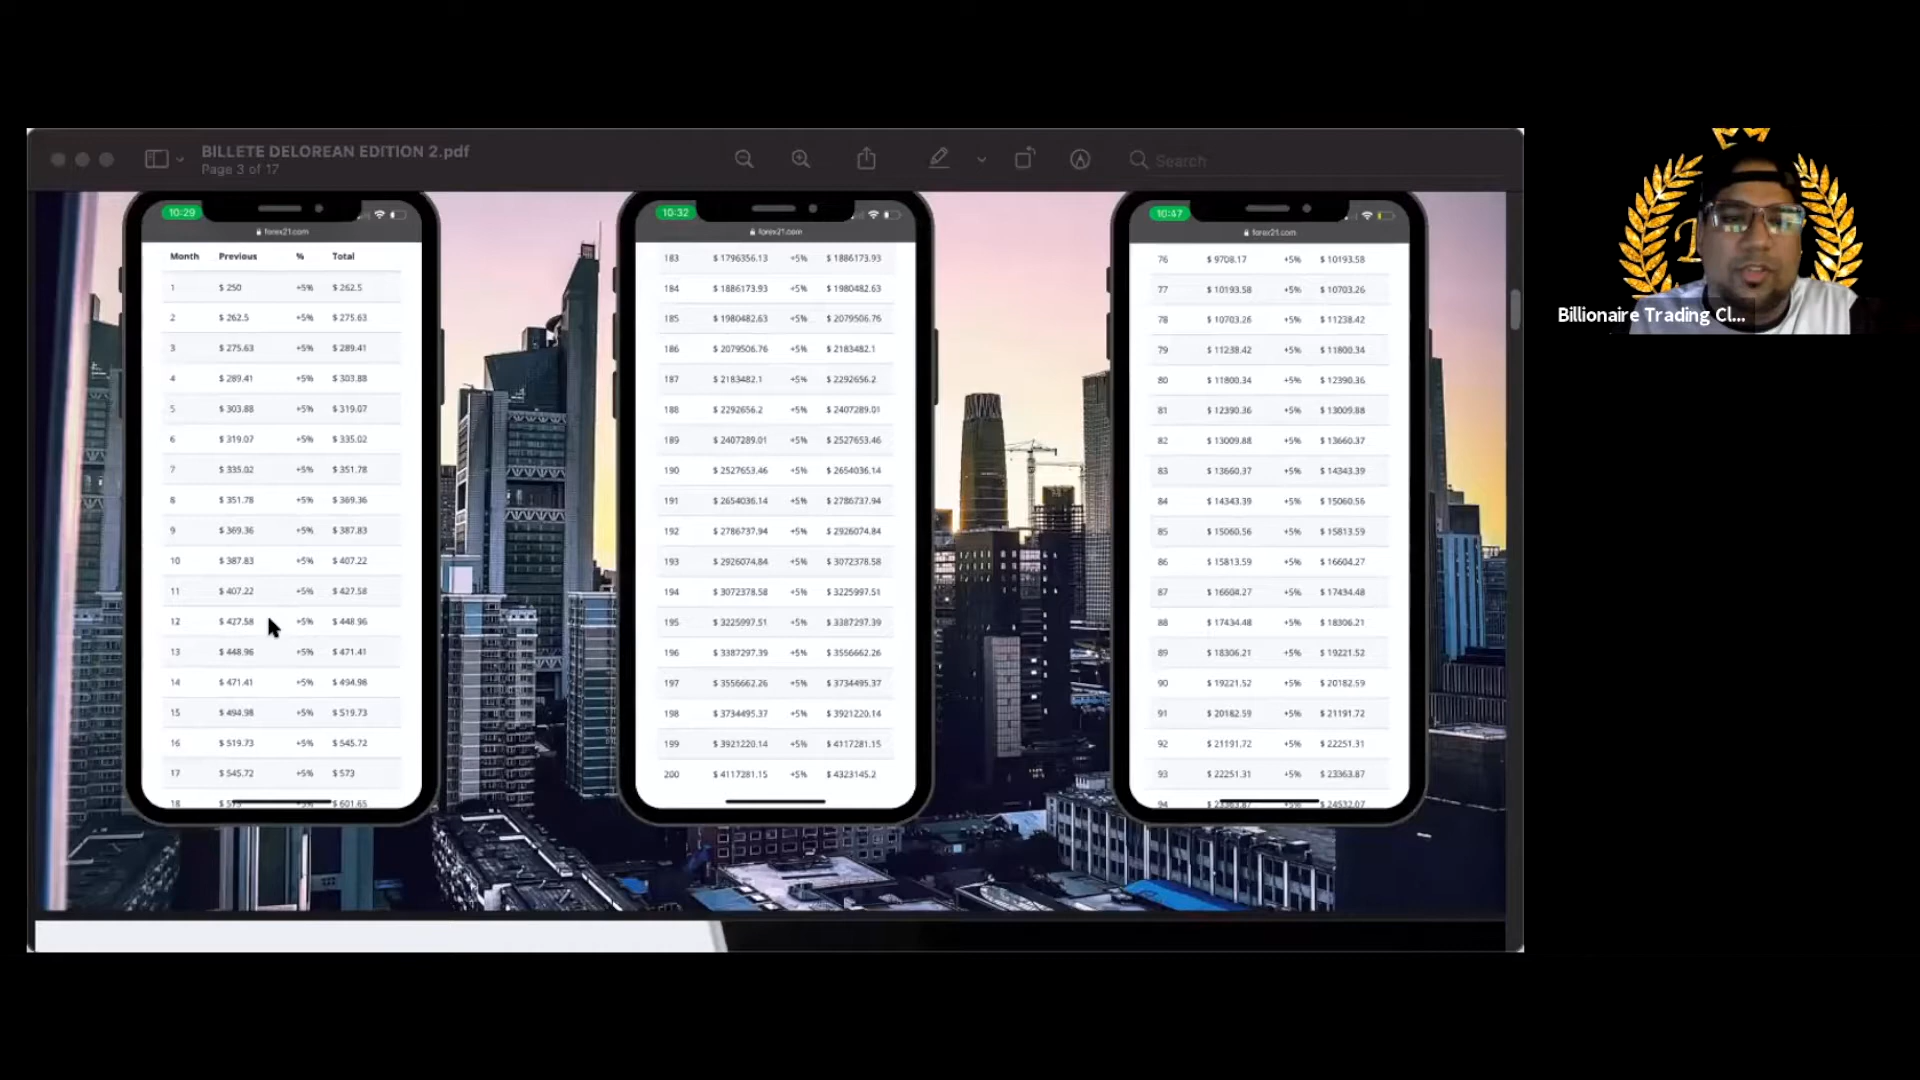 BILLETE DELOREAN EDITION 2.pdf
Page 3 of 17
Search
10:29
forex21.com
Month Previous % Total
1 $ 250 +5% $ 262.5
2 $ 262.5 +5% $ 275.63
3 $ 275.63 +5% $ 289.41
4 $ 289.41 +5% $ 303.88
5 $ 303.88 +5% $ 319.07
6 $ 319.07 +5% $ 335.02
7 $ 335.02 +5% $ 351.78
8 $ 351.78 +5% $ 369.36
9 $ 369.36 +5% $ 387.83
10 $ 387.83 +5% $ 407.22
11 $ 407.22 +5% $ 427.58
12 $ 427.58 +5% $ 448.96
13 $ 448.96 +5% $ 471.41
14 $ 471.41 +5% $ 494.98
15 $ 494.98 +5% $ 519.73
16 $ 519.73 +5% $ 545.72
17 $ 545.72 +5% $ 573
18 $ 573 +5% $ 601.65
10:32
forex21.com
183 $ 1796356.13 +5% $ 1886173.93
184 $ 1886173.93 +5% $ 1980482.63
185 $ 1980482.63 +5% $ 2079506.76
186 $ 2079506.76 +5% $ 2183482.1
187 $ 2183482.1 +5% $ 2292656.2
188 $ 2292656.2 +5% $ 2407289.01
189 $ 2407289.01 +5% $ 2527653.46
190 $ 2527653.46 +5% $ 2654036.14
191 $ 2654036.14 +5% $ 2786737.94
192 $ 2786737.94 +5% $ 2926074.84
193 $ 2926074.84 +5% $ 3072378.58
194 $ 3072378.58 +5% $ 3225997.51
195 $ 3225997.51 +5% $ 3387297.39
196 $ 3387297.39 +5% $ 3556662.26
197 $ 3556662.26 +5% $ 3734495.37
198 $ 3734495.37 +5% $ 3921220.14
199 $ 3921220.14 +5% $ 4117281.15
200 $ 4117281.15 +5% $ 4323145.2
10:47
forex21.com
76 $ 9708.17 +5% $ 10193.58
77 $ 10193.58 +5% $ 10703.26
78 $ 10703.26 +5% $ 11238.42
79 $ 11238.42 +5% $ 11800.34
80 $ 11800.34 +5% $ 12390.36
81 $ 12390.36 +5% $ 13009.88
82 $ 13009.88 +5% $ 13660.37
83 $ 13660.37 +5% $ 14343.39
84 $ 14343.39 +5% $ 15060.56
85 $ 15060.56 +5% $ 15813.59
86 $ 15813.59 +5% $ 16604.27
87 $ 16604.27 +5% $ 17434.48
88 $ 17434.48 +5% $ 18306.21
89 $ 18306.21 +5% $ 19221.52
90 $ 19221.52 +5% $ 20182.59
91 $ 20182.59 +5% $ 21191.72
92 $ 21191.72 +5% $ 22251.31
93 $ 22251.31 +5% $ 23363.87
94 $ 23363.87 +5% $ 24532.07
Billionaire Trading Cl...